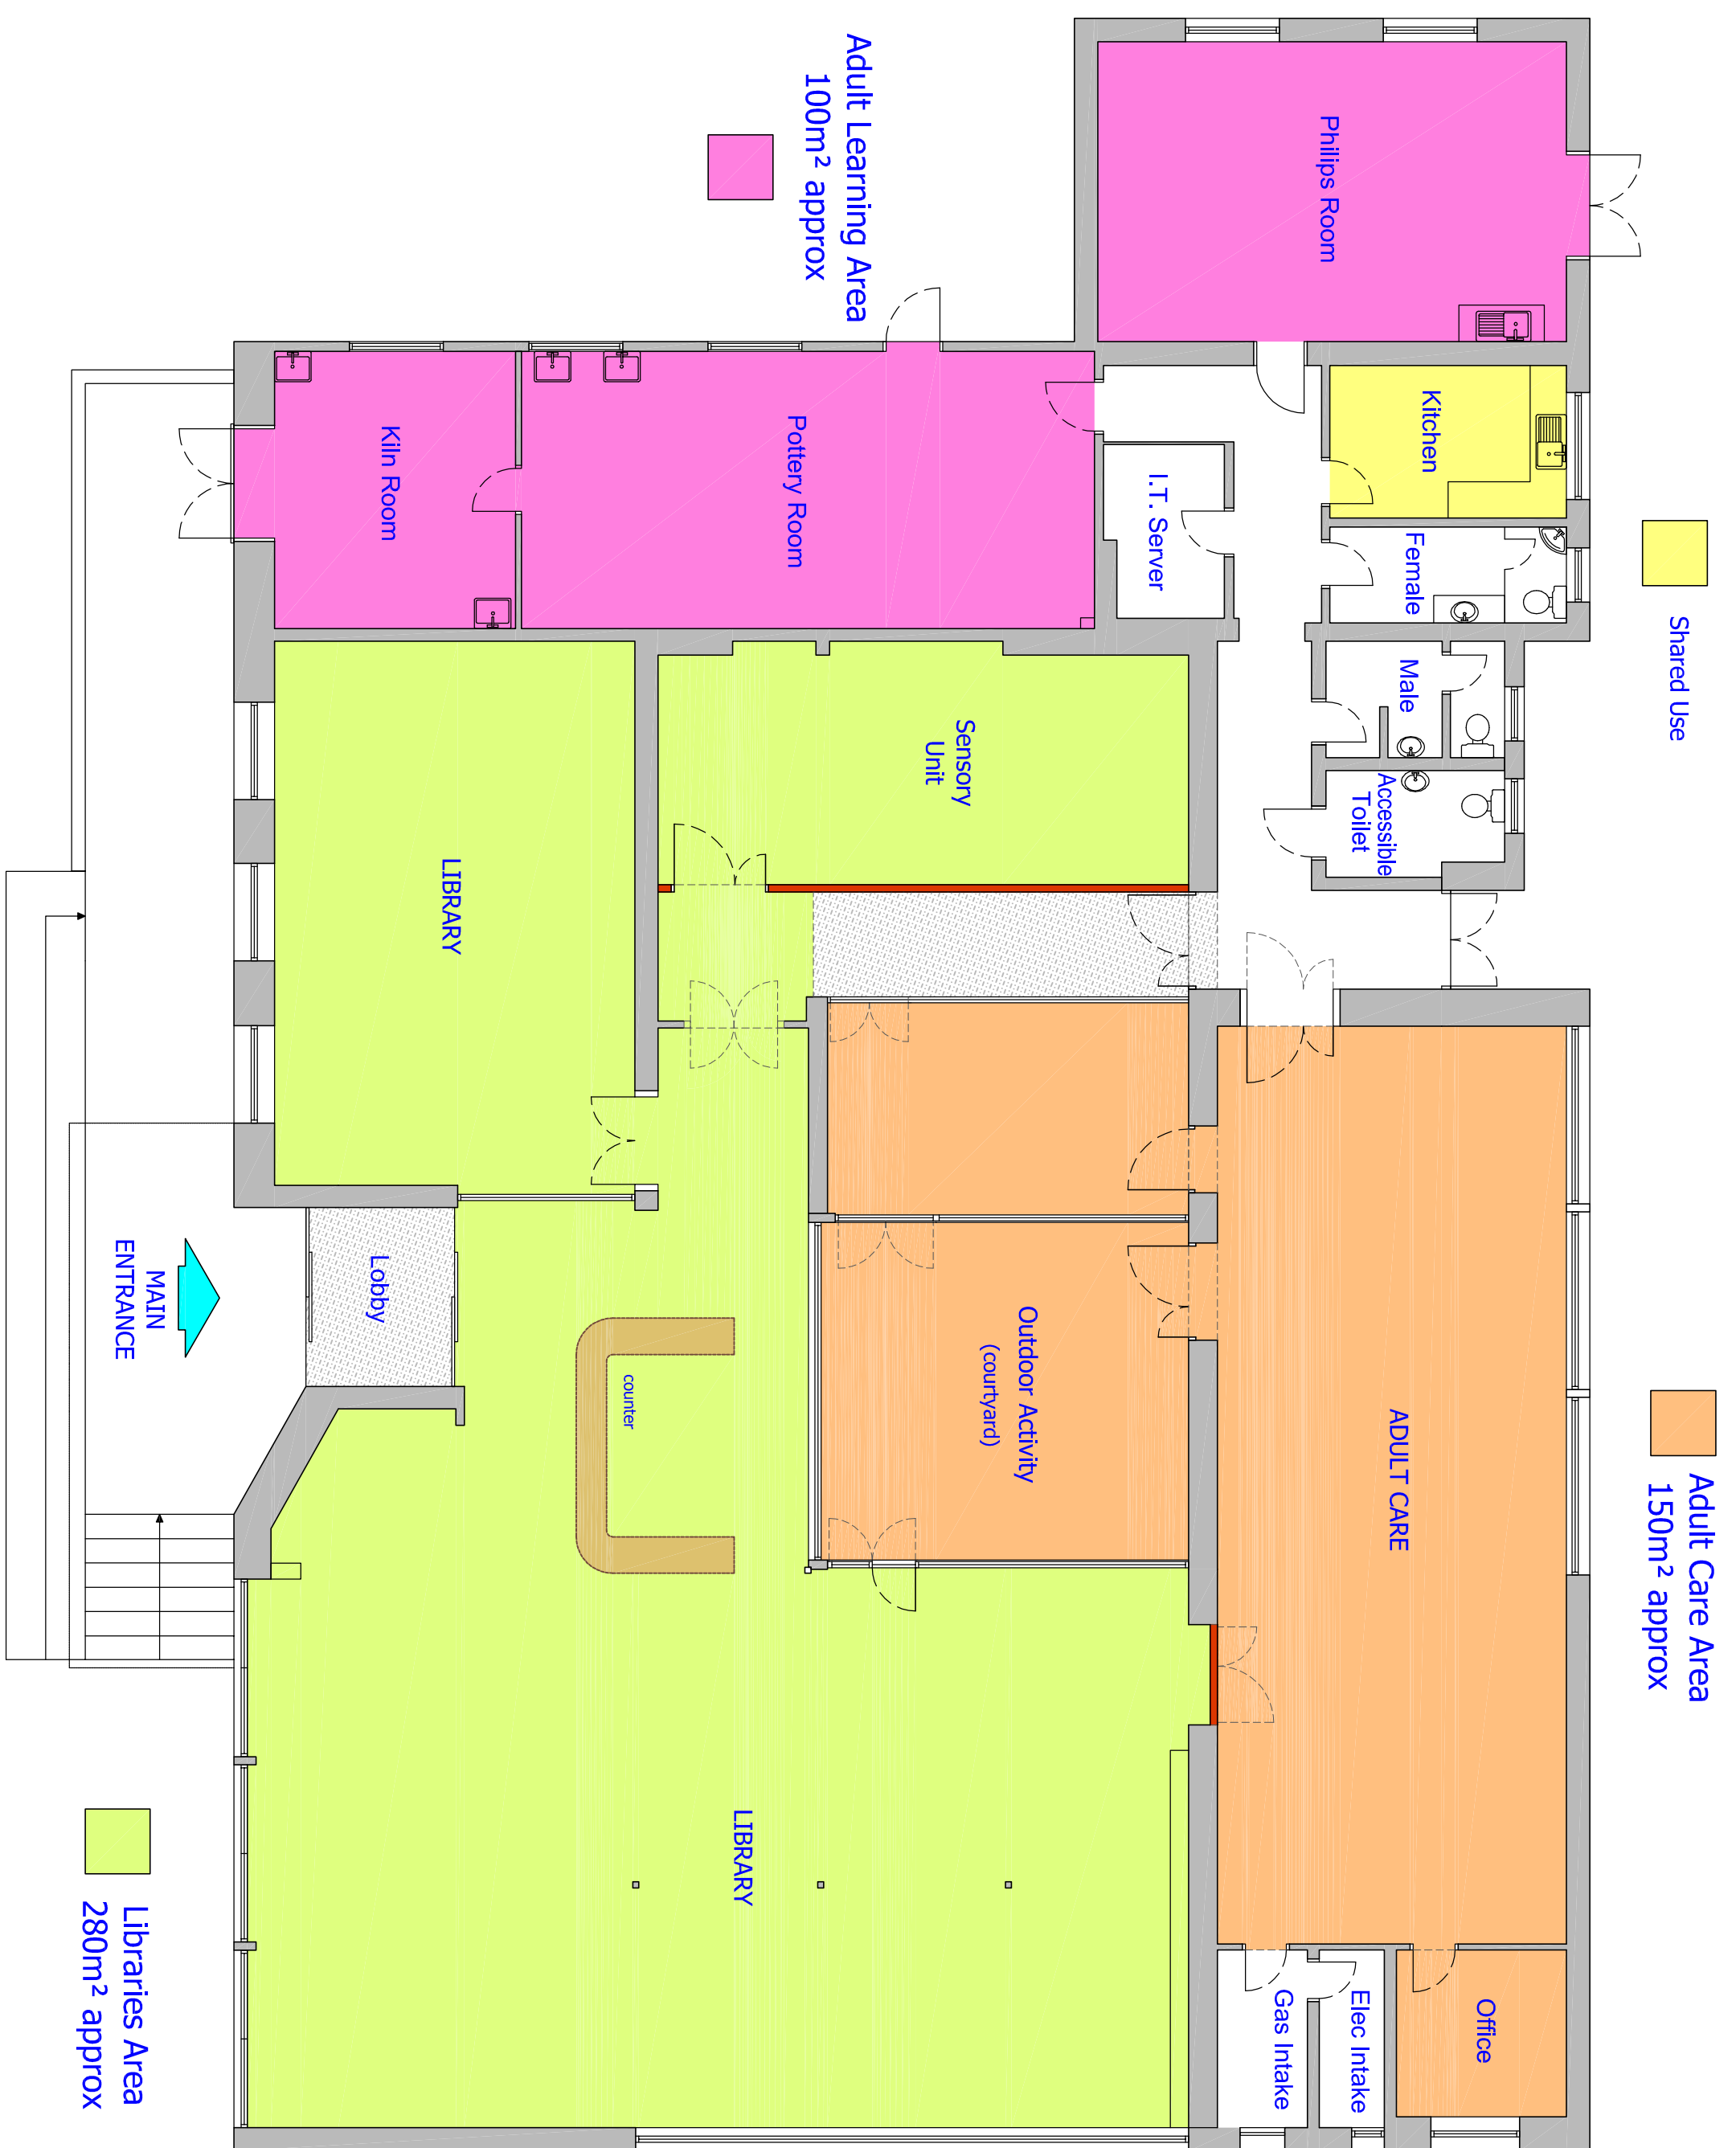 Shared Use
Adult Care Area
150m² approx
Philips Room
Kitchen
Female
Male
Accessible
Toilet
ADULT CARE
Office
Elec Intake
Gas Intake
I.T. Server
Sensory
Unit
Outdoor Activity
(courtyard)
Adult Learning Area
100m² approx
Pottery Room
counter
LIBRARY
LIBRARY
Kiln Room
Lobby
MAIN
ENTRANCE
Libraries Area
280m² approx